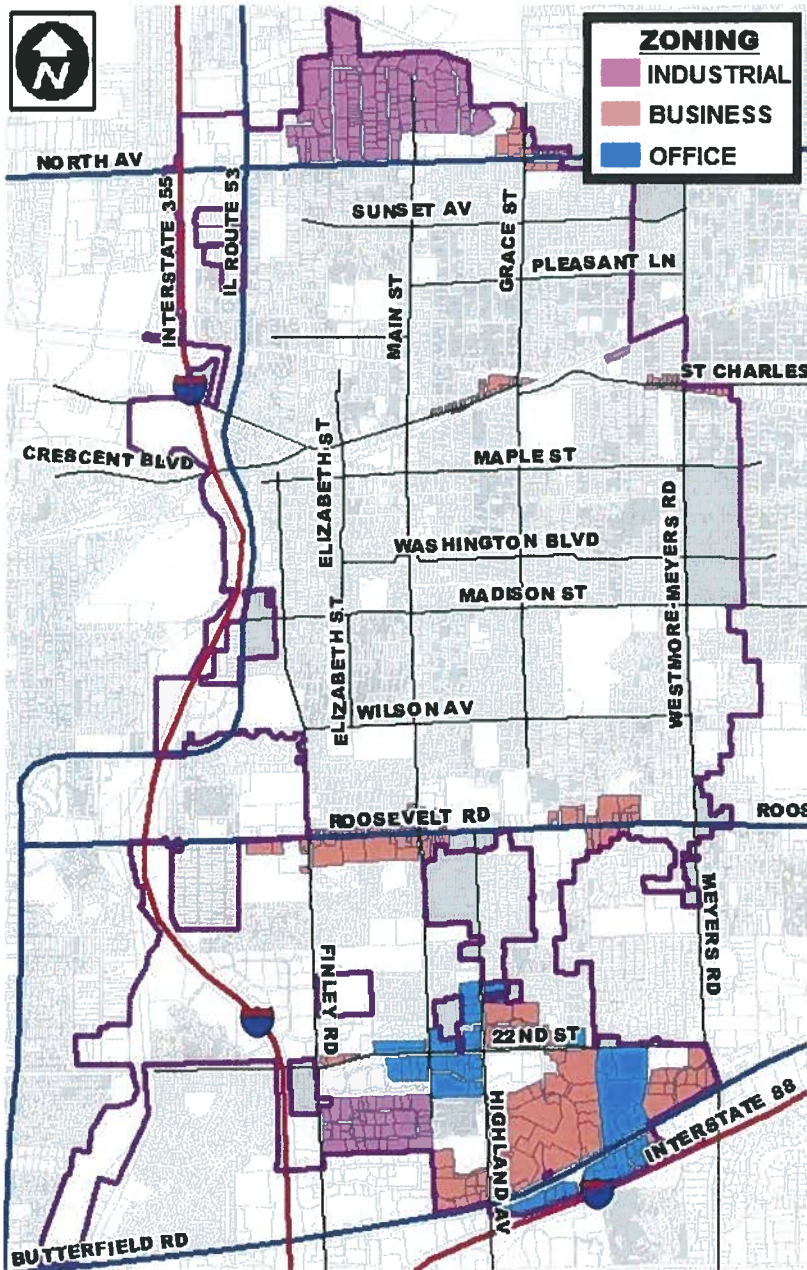 N
ZONING
INDUSTRIAL
BUSINESS
OFFICE
NORTH AV
INTERSTATE 355
IL ROUTE 53
SUNSET AV
GRACE ST
PLEASANT LN
MAIN ST
ST CHARLES
ELIZABETH ST
CRESCENT BLVD
MAPLE ST
WESTMORE-MEYERS RD
WASHINGTON BLVD
MADISON ST
ELIZABETH ST
WILSON AV
ROOSEVELT RD
ROOS
MEYERS RD
FINLEY RD
22ND ST
HIGHLAND AV
INTERSTATE 88
BUTTERFIELD RD